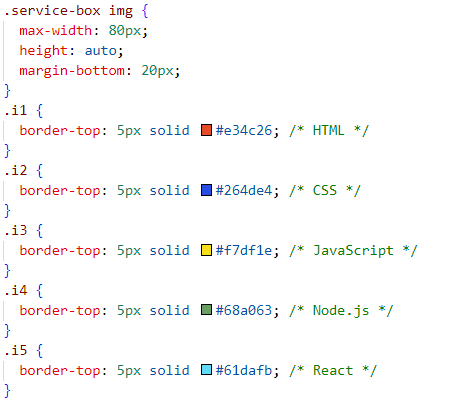 .service-box img {
  max-width: 80px;
  height: auto;
  margin-bottom: 20px;
}
.i1 {
  border-top: 5px solid #e34c26; /* HTML */
}
.i2 {
  border-top: 5px solid #264de4; /* CSS */
}
.i3 {
  border-top: 5px solid #f7df1e; /* JavaScript */
}
.i4 {
  border-top: 5px solid #68a063; /* Node.js */
}
.i5 {
  border-top: 5px solid #61dafb; /* React */
}